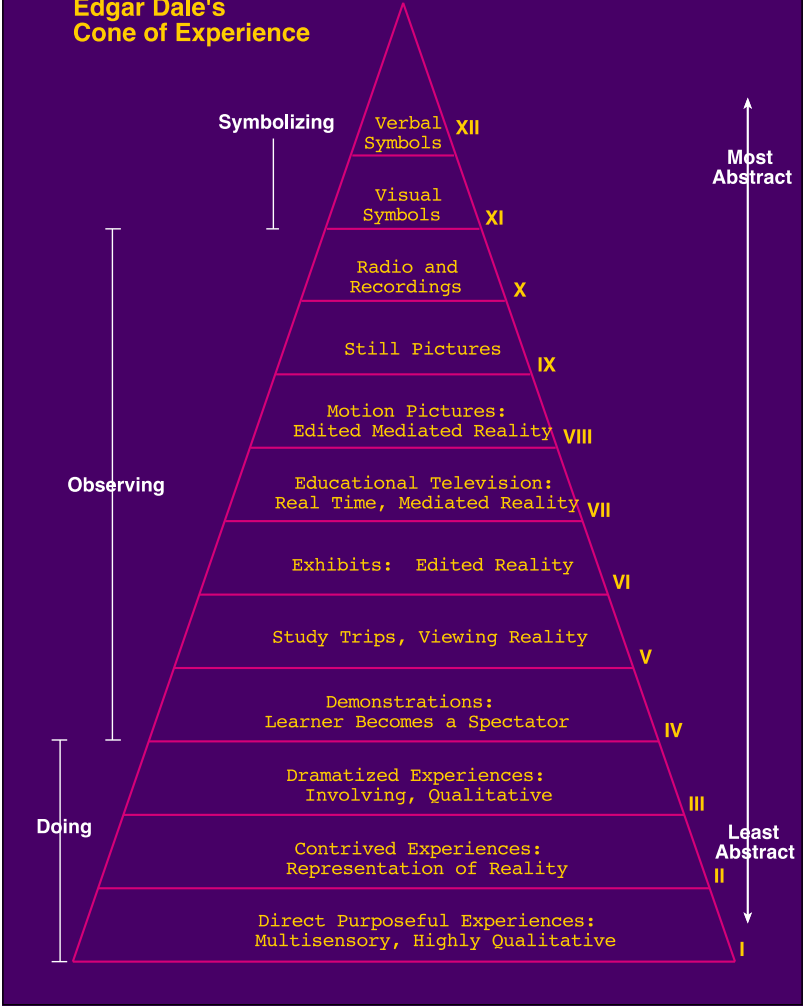 Edgar Dale's
Cone of Experience
Symbolizing
Verbal
Symbols
XII
Most
Abstract
Visual
Symbols
XI
Radio and
Recordings
X
Still Pictures
IX
Motion Pictures:
Edited Mediated Reality
VIII
Observing
Educational Television:
Real Time, Mediated Reality
VII
Exhibits:  Edited Reality
VI
Study Trips, Viewing Reality
V
Demonstrations:
Learner Becomes a Spectator
IV
Dramatized Experiences:
Involving, Qualitative
III
Doing
Least
Abstract
Contrived Experiences:
Representation of Reality
II
Direct Purposeful Experiences:
Multisensory, Highly Qualitative
I